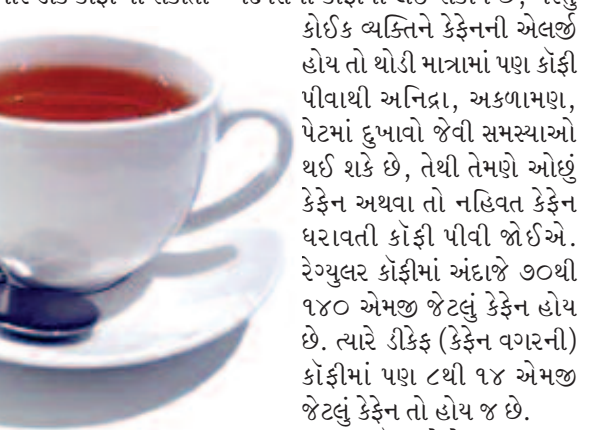 કોઈક વ્યક્તિને કેફેનની એલર્જી
હોય તો થોડી માત્રામાં પણ કૉફી
પીવાથી અનિદ્રા, અકળામણ,
પેટમાં દુખાવો જેવી સમસ્યાઓ
થઈ શકે છે, તેથી તેમણે ઓછું
કેફેન અથવા તો નહિવત કેફેન
ધરાવતી કૉફી પીવી જોઈએ.
રેગ્યુલર કૉફીમાં અંદાજે ૭૦થી
૧૪૦ એમજી જેટલું કેફેન હોય
છે. ત્યારે ડીકેફ (કેફેન વગરની)
કૉફીમાં પણ ૮થી ૧૪ એમજી
જેટલું કેફેન તો હોય જ છે.